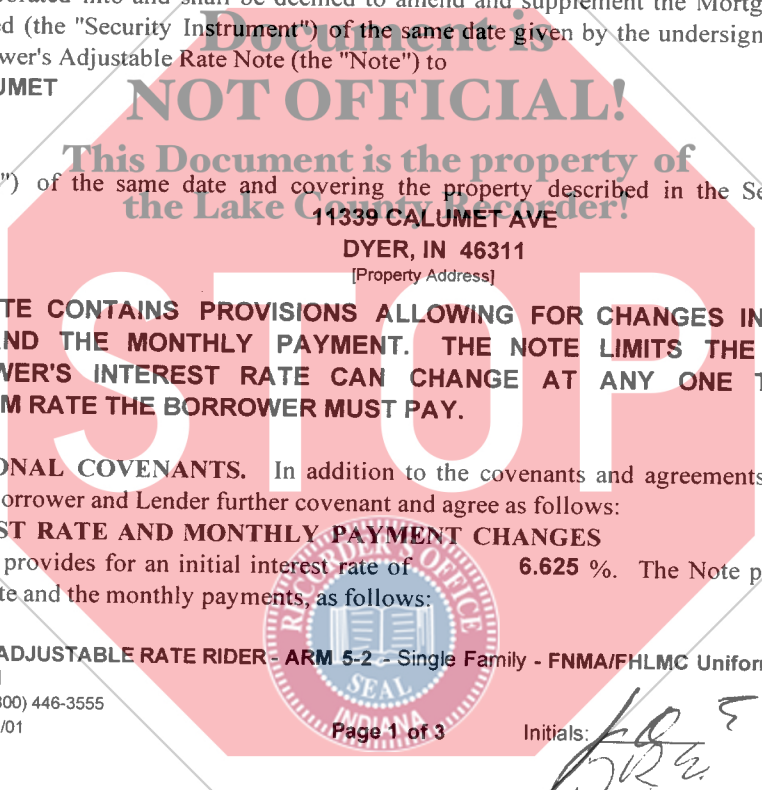 orated into and shall be deemed to amend and supplement the Mortg
ed (the "Security Instrument") of the same date given by the undersign
Document is
wer's Adjustable Rate Note (the "Note") to
UMET
NOT OFFICIAL!
This Document is the property of
") of the same date and covering the property described in the Se
the Lake County Recorder!
11339 CALUMET AVE
DYER, IN 46311
[Property Address]
STOP
TE CONTAINS PROVISIONS ALLOWING FOR CHANGES IN
ND THE MONTHLY PAYMENT. THE NOTE LIMITS THE
WER'S INTEREST RATE CAN CHANGE AT ANY ONE T
M RATE THE BORROWER MUST PAY.
ONAL COVENANTS. In addition to the covenants and agreements
orrower and Lender further covenant and agree as follows:
ST RATE AND MONTHLY PAYMENT CHANGES
provides for an initial interest rate of 6.625 %. The Note p
te and the monthly payments, as follows:
RECORDER'S OFFICE
SEAL
INDIANA
ADJUSTABLE RATE RIDER - ARM 5-2 - Single Family - FNMA/FHLMC Unifor
800) 446-3555
/01
Page 1 of 3 Initials: